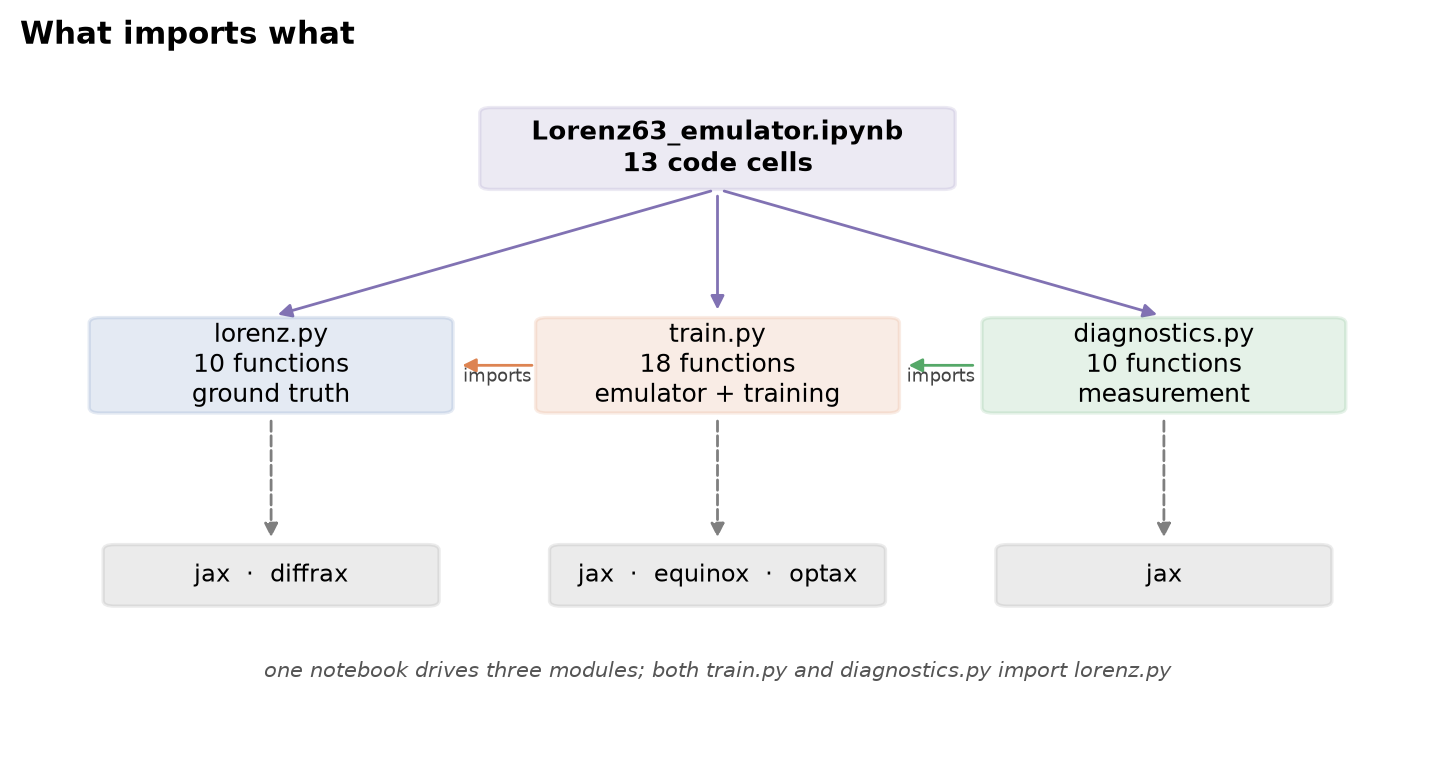 What imports what
Lorenz63_emulator.ipynb
13 code cells
lorenz.py
10 functions
ground truth
imports
train.py
18 functions
emulator + training
imports
diagnostics.py
10 functions
measurement
jax · diffrax
jax · equinox · optax
jax
one notebook drives three modules; both train.py and diagnostics.py import lorenz.py